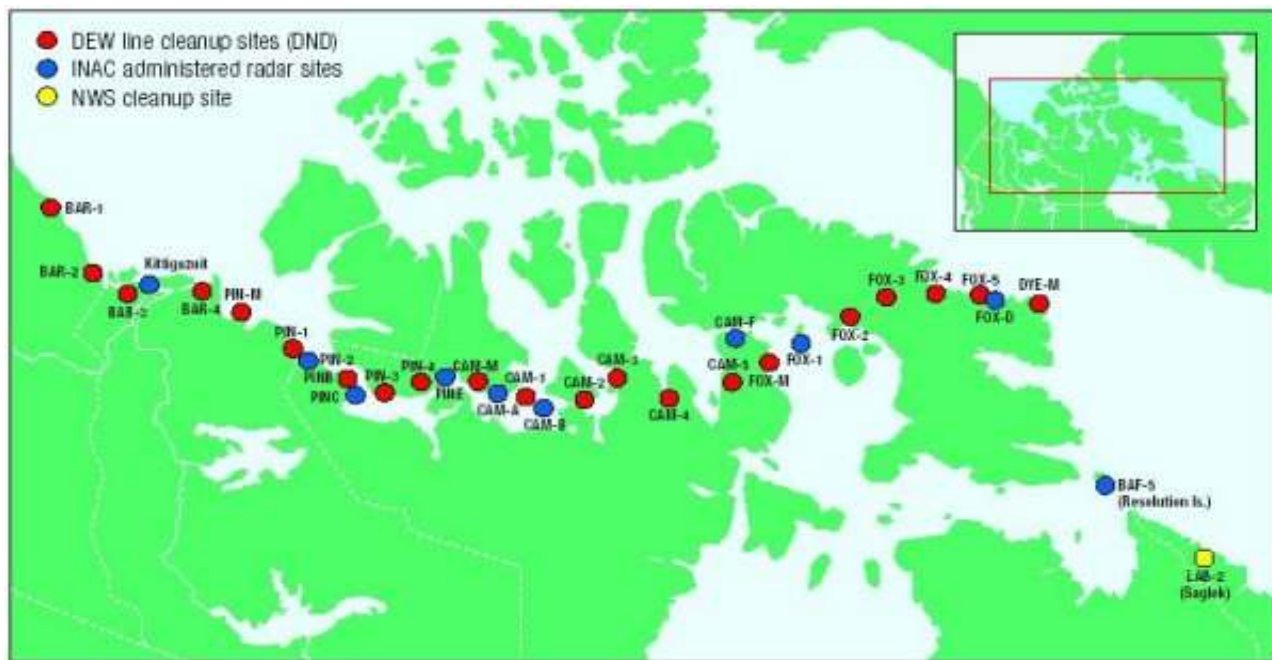 DEW line cleanup sites (DND)
INAC administered radar sites
NWS cleanup site
BAR-1
BAR-2
BAR-3
Kittigazuit
BAR-4
PIN-M
PIN-1
PIN-2
PINB
PINC
PIN-3
PIN-4
PINE
CAM-M
CAM-A
CAM-1
CAM-B
CAM-2
CAM-3
CAM-4
CAM-F
CAM-5
FOX-M
FOX-1
FOX-2
FOX-3
FOX-4
FOX-5
FOX-D
DYE-M
BAF-5
(Resolution Is.)
LAB-2
(Saglek)